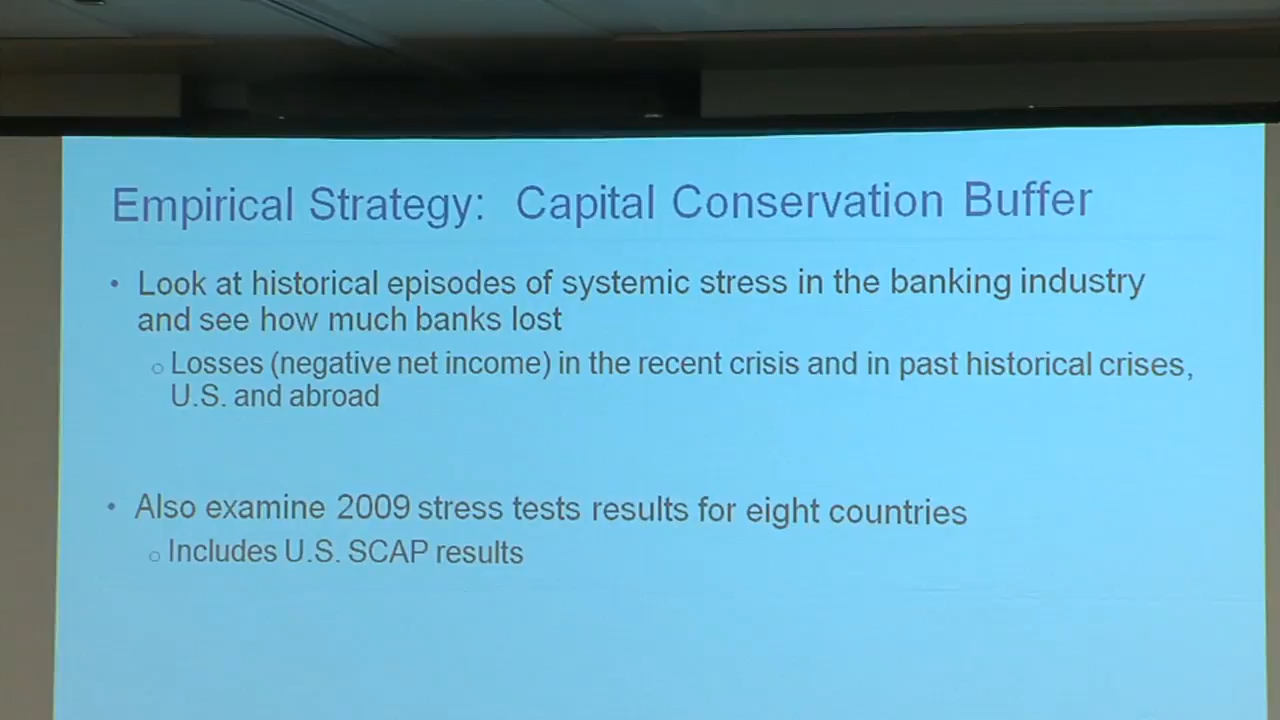 Empirical Strategy: Capital Conservation Buffer
• Look at historical episodes of systemic stress in the banking industry
and see how much banks lost
○ Losses (negative net income) in the recent crisis and in past historical crises,
U.S. and abroad
• Also examine 2009 stress tests results for eight countries
○ Includes U.S. SCAP results